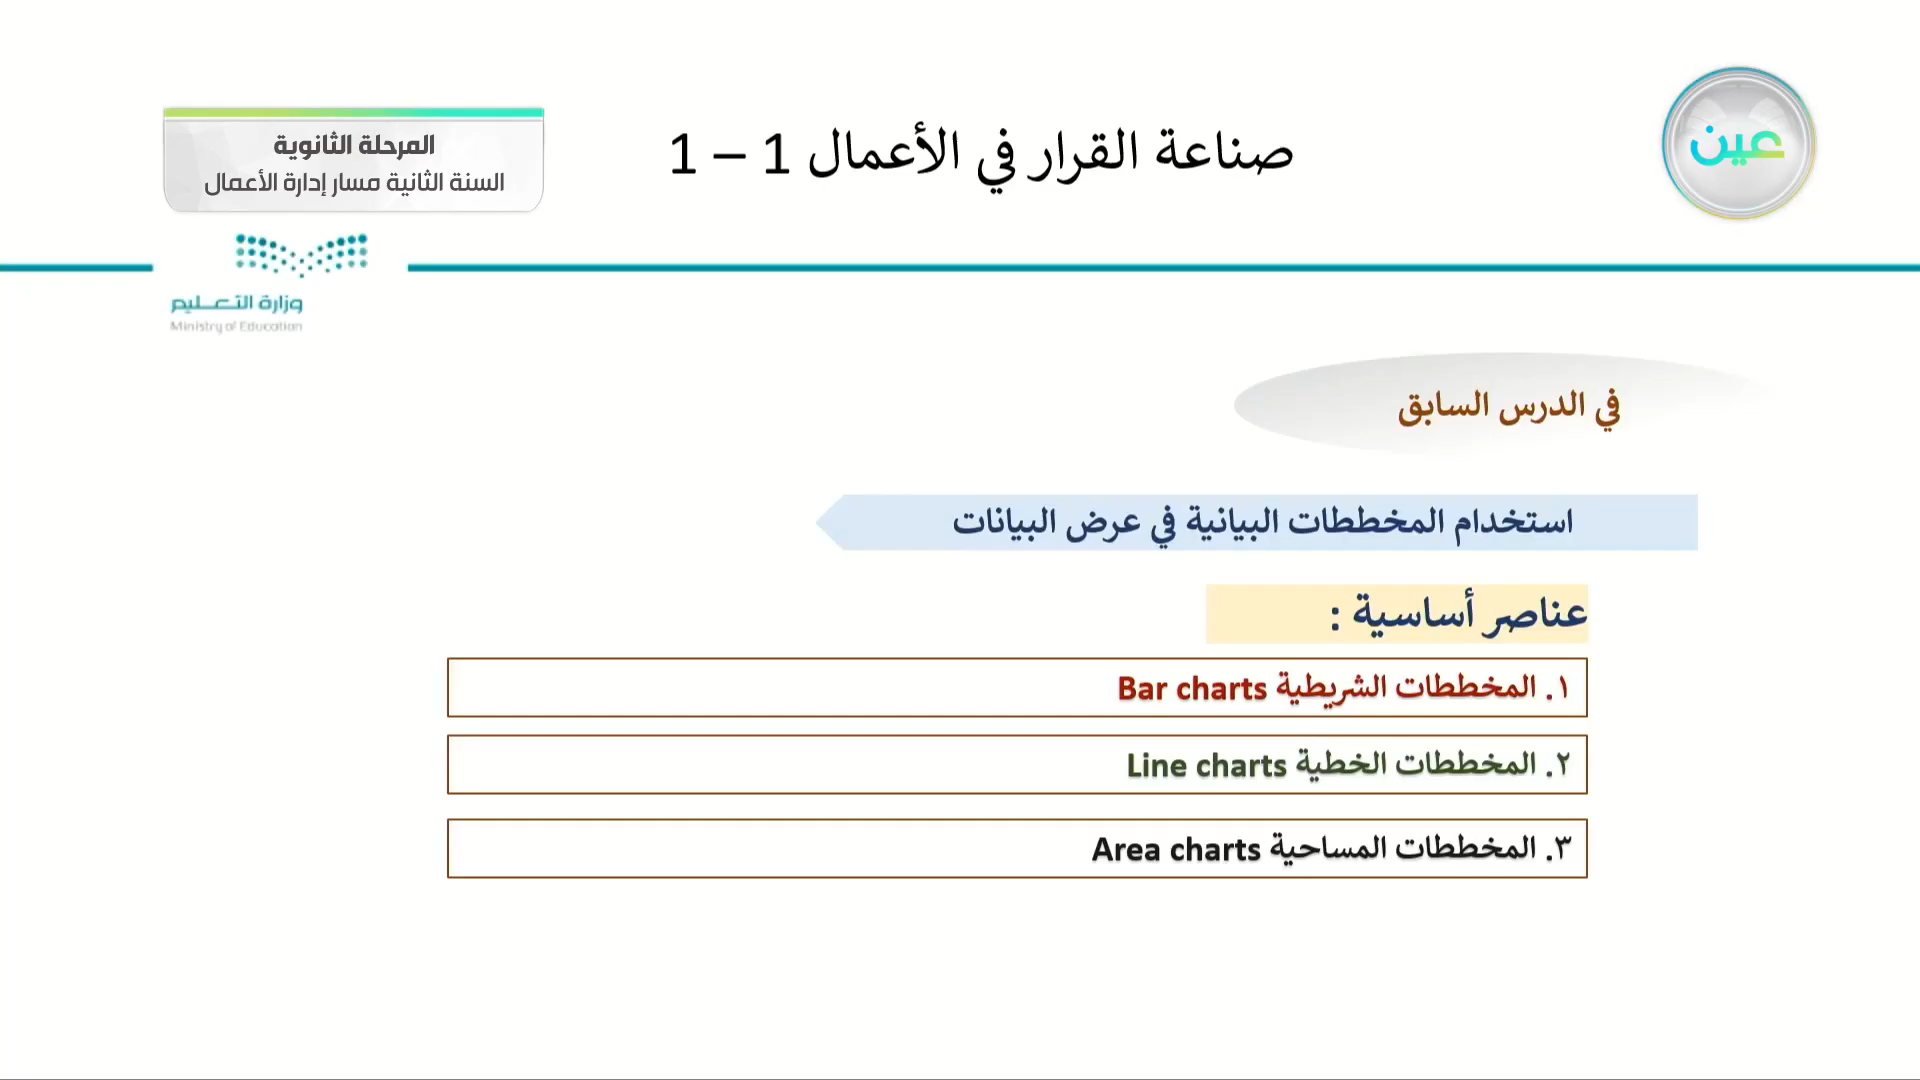 عين
صناعة القرار في الأعمال 1 – 1
المرحلة الثانوية
السنة الثانية مسار إدارة الأعمال
وزارة التعليم
Ministry of Education
في الدرس السابق
استخدام المخططات البيانية في عرض البيانات
عناصر أساسية :
١. المخططات الشريطية Bar charts
٢. المخططات الخطية Line charts
٣. المخططات المساحية Area charts